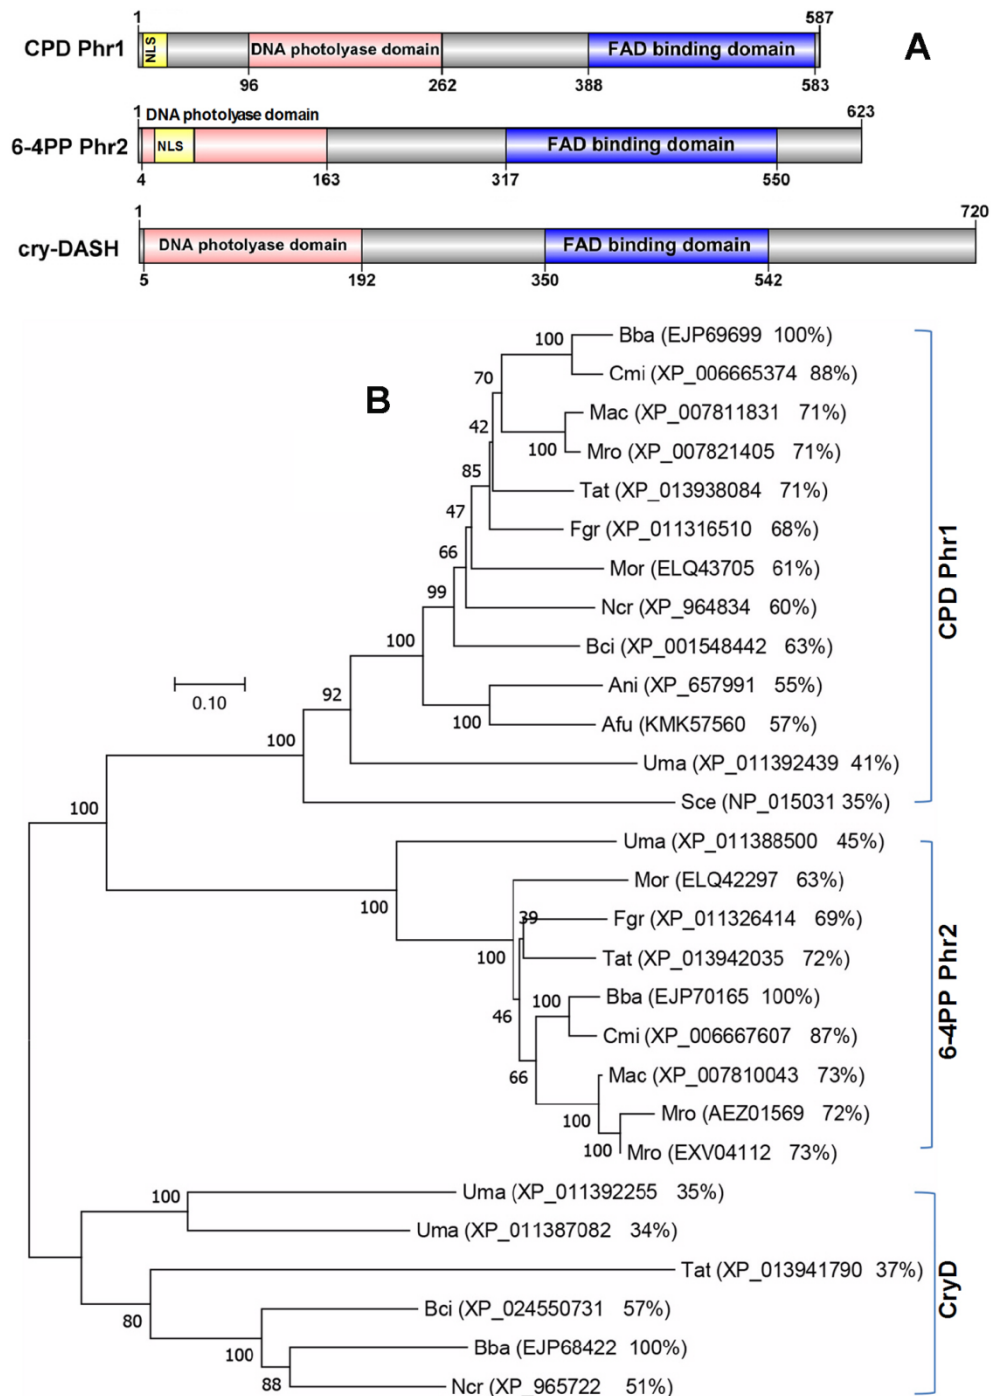 1 587
CPD Phr1 NLS DNA photolyase domain FAD binding domain A
96 262 388 583
1 DNA photolyase domain 623
6-4PP Phr2 NLS FAD binding domain
4 163 317 550
1 720
cry-DASH DNA photolyase domain FAD binding domain
5 192 350 542
B
0.10
100 Bba (EJP69699 100%)
Cmi (XP_006665374 88%)
70
Mac (XP_007811831 71%)
42
100 Mro (XP_007821405 71%)
85
Tat (XP_013938084 71%)
47
Fgr (XP_011316510 68%)
66
Mor (ELQ43705 61%)
99
Ncr (XP_964834 60%)
100
Bci (XP_001548442 63%)
92
Ani (XP_657991 55%)
100 Afu (KMK57560 57%)
100
Uma (XP_011392439 41%)
Sce (NP_015031 35%)
CPD Phr1
100
Uma (XP_011388500 45%)
100
Mor (ELQ42297 63%)
39 Fgr (XP_011326414 69%)
100
Tat (XP_013942035 72%)
46
100 Bba (EJP70165 100%)
Cmi (XP_006667607 87%)
66
Mac (XP_007810043 73%)
100
Mro (AEZ01569 72%)
100 Mro (EXV04112 73%)
6-4PP Phr2
100 Uma (XP_011392255 35%)
Uma (XP_011387082 34%)
Tat (XP_013941790 37%)
80
Bci (XP_024550731 57%)
100
Bba (EJP68422 100%)
88 Ncr (XP_965722 51%)
CryD